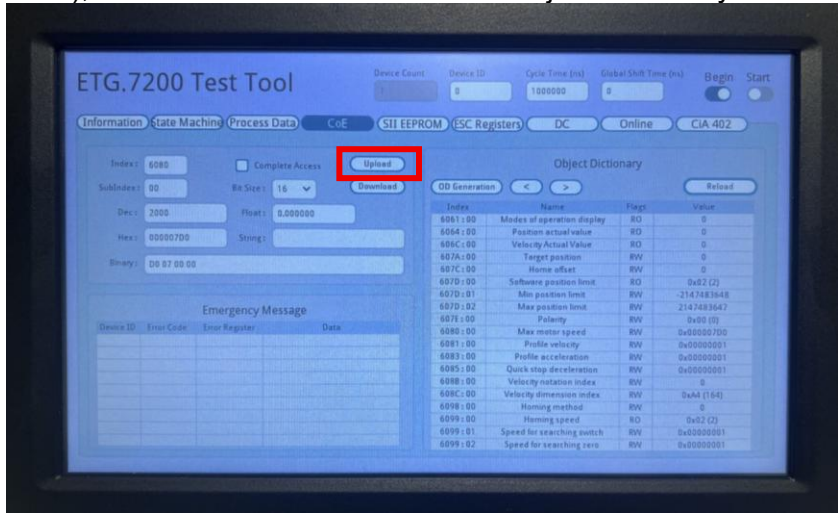 ETG.7200 Test Tool
Device Count Device ID Cycle Time (ns) Global Shift Time (ns) Begin Start
1 0 1000000 0
Information State Machine Process Data CoE SII EEPROM ESC Registers DC Online CiA 402
Index: 6080 Complete Access Upload
SubIndex: 00 Bit Size: 16 Download
Dec: 2000 Float: 0.000000
Hex: 000007D0 String:
Binary: D0 07 00 00
Emergency Message
Device ID Error Code Error Register Data
Object Dictionary
OD Generation < > Reload
Index Name Flags Value
6061:00 Modes of operation display RO 0
6064:00 Position actual value RO 0
606C:00 Velocity Actual Value RO 0
607A:00 Target position RW 0
607C:00 Home offset RW 0
607D:00 Software position limit RO 0x02 (2)
607D:01 Min position limit RW -2147483648
607D:02 Max position limit RW 2147483647
607E:00 Polarity RW 0x00 (0)
6080:00 Max motor speed RW 0x000007D0
6081:00 Profile velocity RW 0x00000001
6083:00 Profile acceleration RW 0x00000001
6085:00 Quick stop deceleration RW 0x00000001
608B:00 Velocity notation index RW 0
608C:00 Velocity dimension index RW 0xA4 (164)
6098:00 Homing method RW 0
6099:00 Homing speed RO 0x02 (2)
6099:01 Speed for searching switch RW 0x00000001
6099:02 Speed for searching zero RW 0x00000001